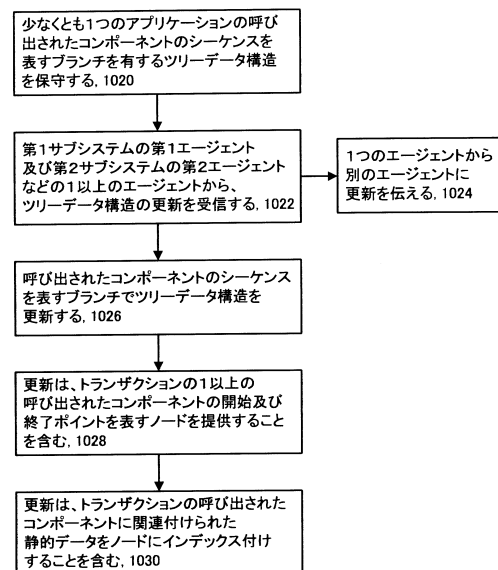 少なくとも1つのアプリケーションの呼び
出されたコンポーネントのシーケンスを
表すブランチを有するツリーデータ構造
を保守する, 1020
第1サブシステムの第1エージェント
及び第2サブシステムの第2エージェント
などの1以上のエージェントから、
ツリーデータ構造の更新を受信する, 1022
1つのエージェントから
別のエージェントに
更新を伝える, 1024
呼び出されたコンポーネントのシーケンス
を表すブランチでツリーデータ構造を
更新する, 1026
更新は、トランザクションの1以上の
呼び出されたコンポーネントの開始及び
終了ポイントを表すノードを提供すること
を含む, 1028
更新は、トランザクションの呼び出された
コンポーネントに関連付けられた
静的データをノードにインデックス付け
することを含む, 1030